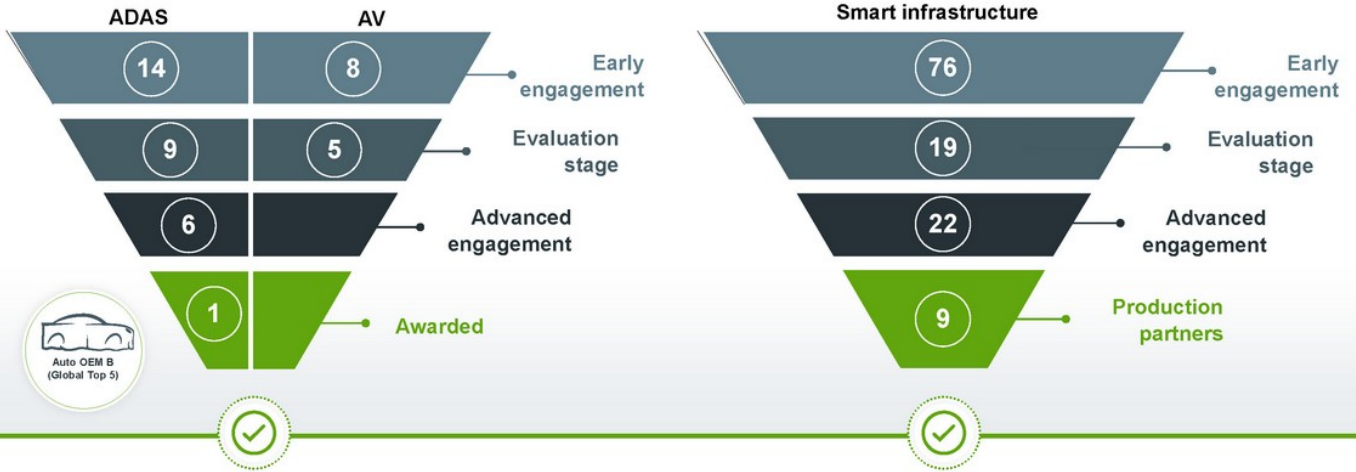 ADAS
AV
14
8
Early
engagement
9
5
Evaluation
stage
6
Advanced
engagement
1
Awarded
Auto OEM B
(Global Top 5)
Smart infrastructure
76
Early
engagement
19
Evaluation
stage
22
Advanced
engagement
9
Production
partners